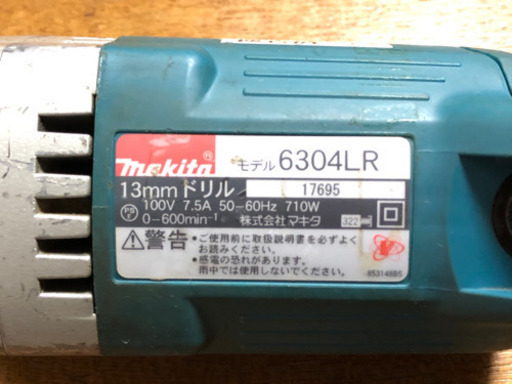 makita®
モデル 6304LR
13mmドリル 17695
100V 7.5A 50-60Hz 710W
0-600min⁻¹ 株式会社マキタ 322
⚠警告 •ご使用前に取扱説明書を必ずよく
お読みください。
•感電の恐れがあります。
雨中では使用しないでください。